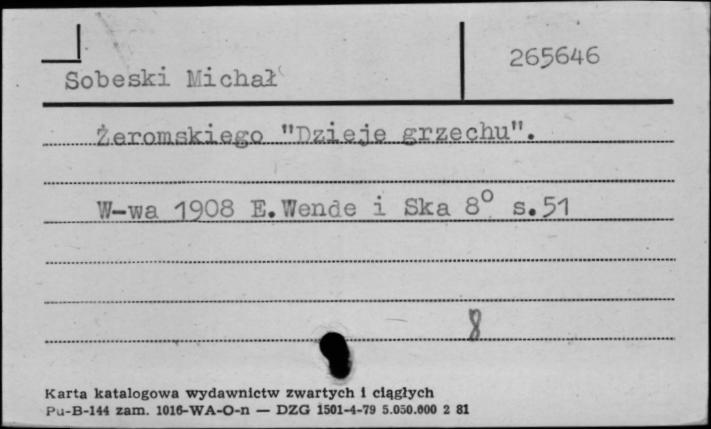 265646
Sobeski Michał
Żeromskiego "Dzieje grzechu".
W-wa 1908 E.Wende i Ska 8° s.51
8
Karta katalogowa wydawnictw zwartych i ciągłych
Pu-B-144 zam. 1016-WA-O-n — DZG 1501-4-79 5.050.000 2 81